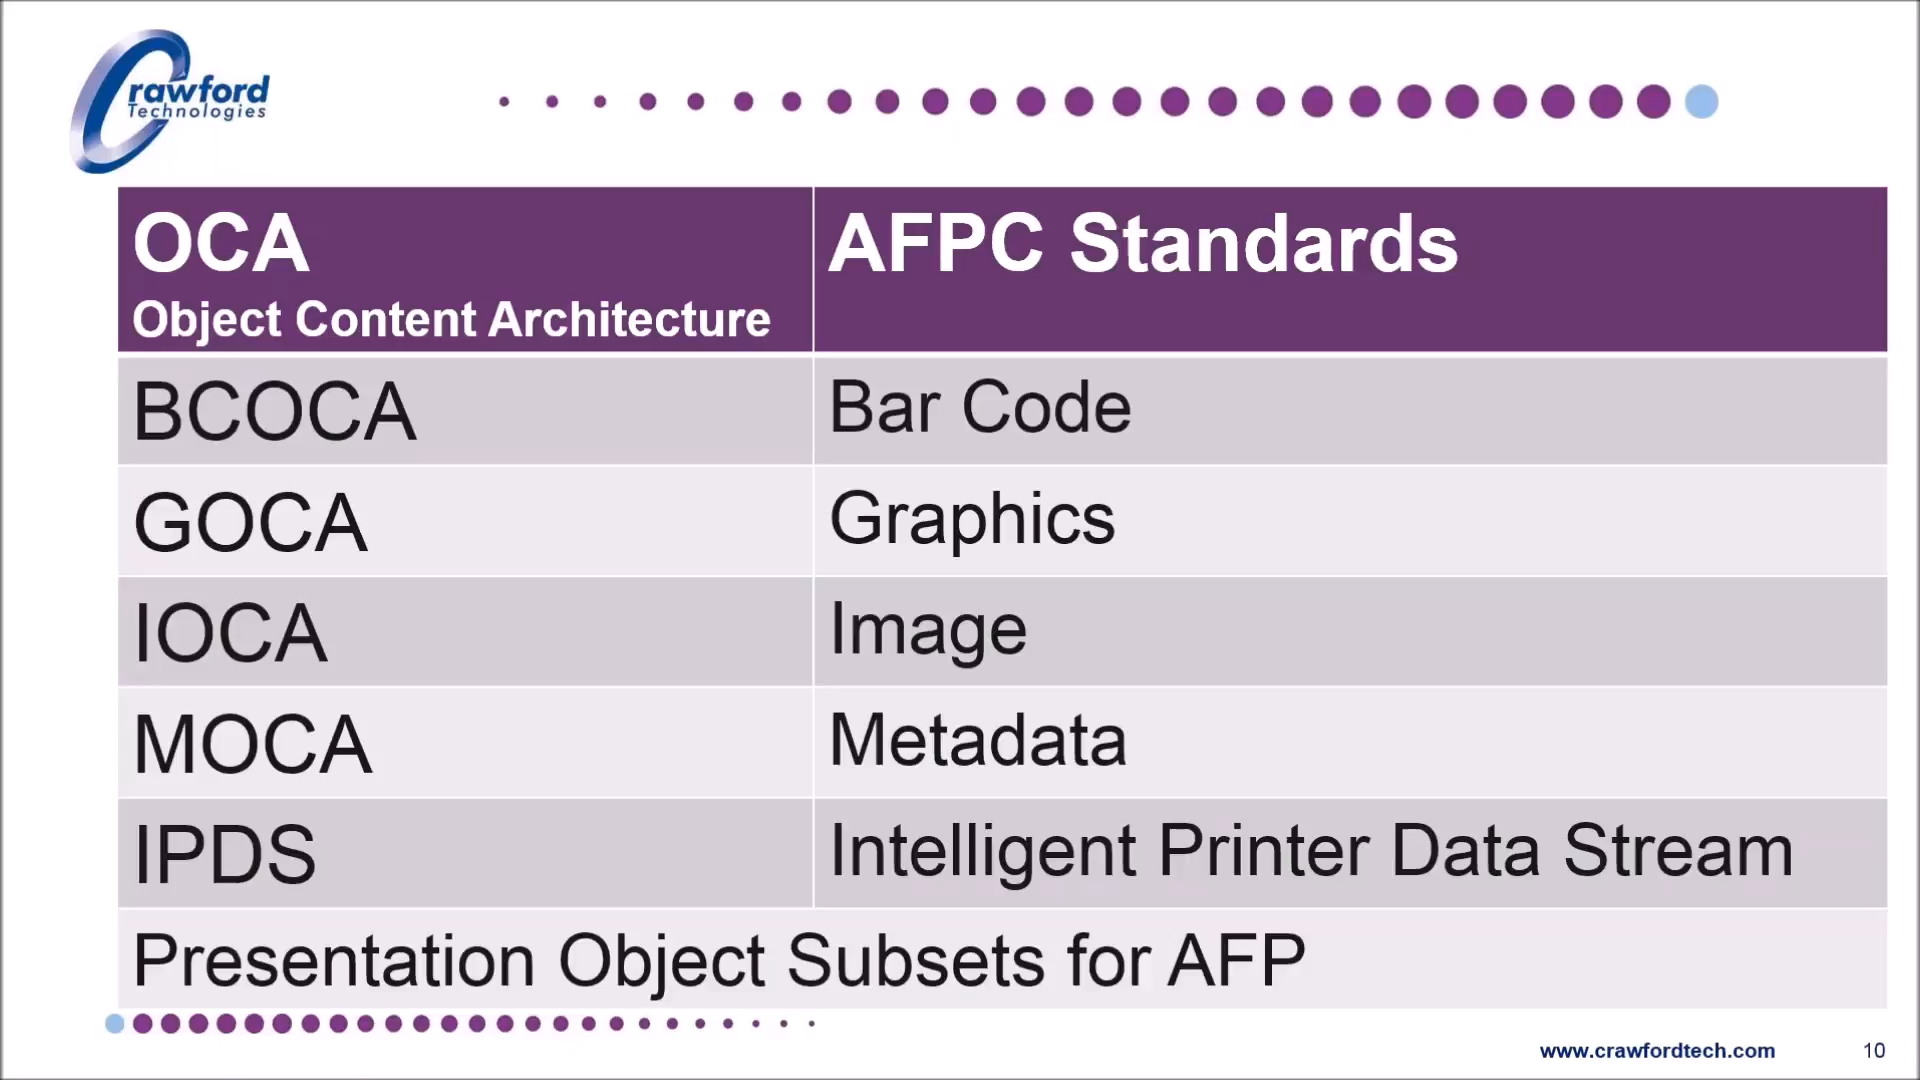 Crawford
Technologies
OCA
Object Content Architecture
AFPC Standards
BCOCA
Bar Code
GOCA
Graphics
IOCA
Image
MOCA
Metadata
IPDS
Intelligent Printer Data Stream
Presentation Object Subsets for AFP
www.crawfordtech.com
10